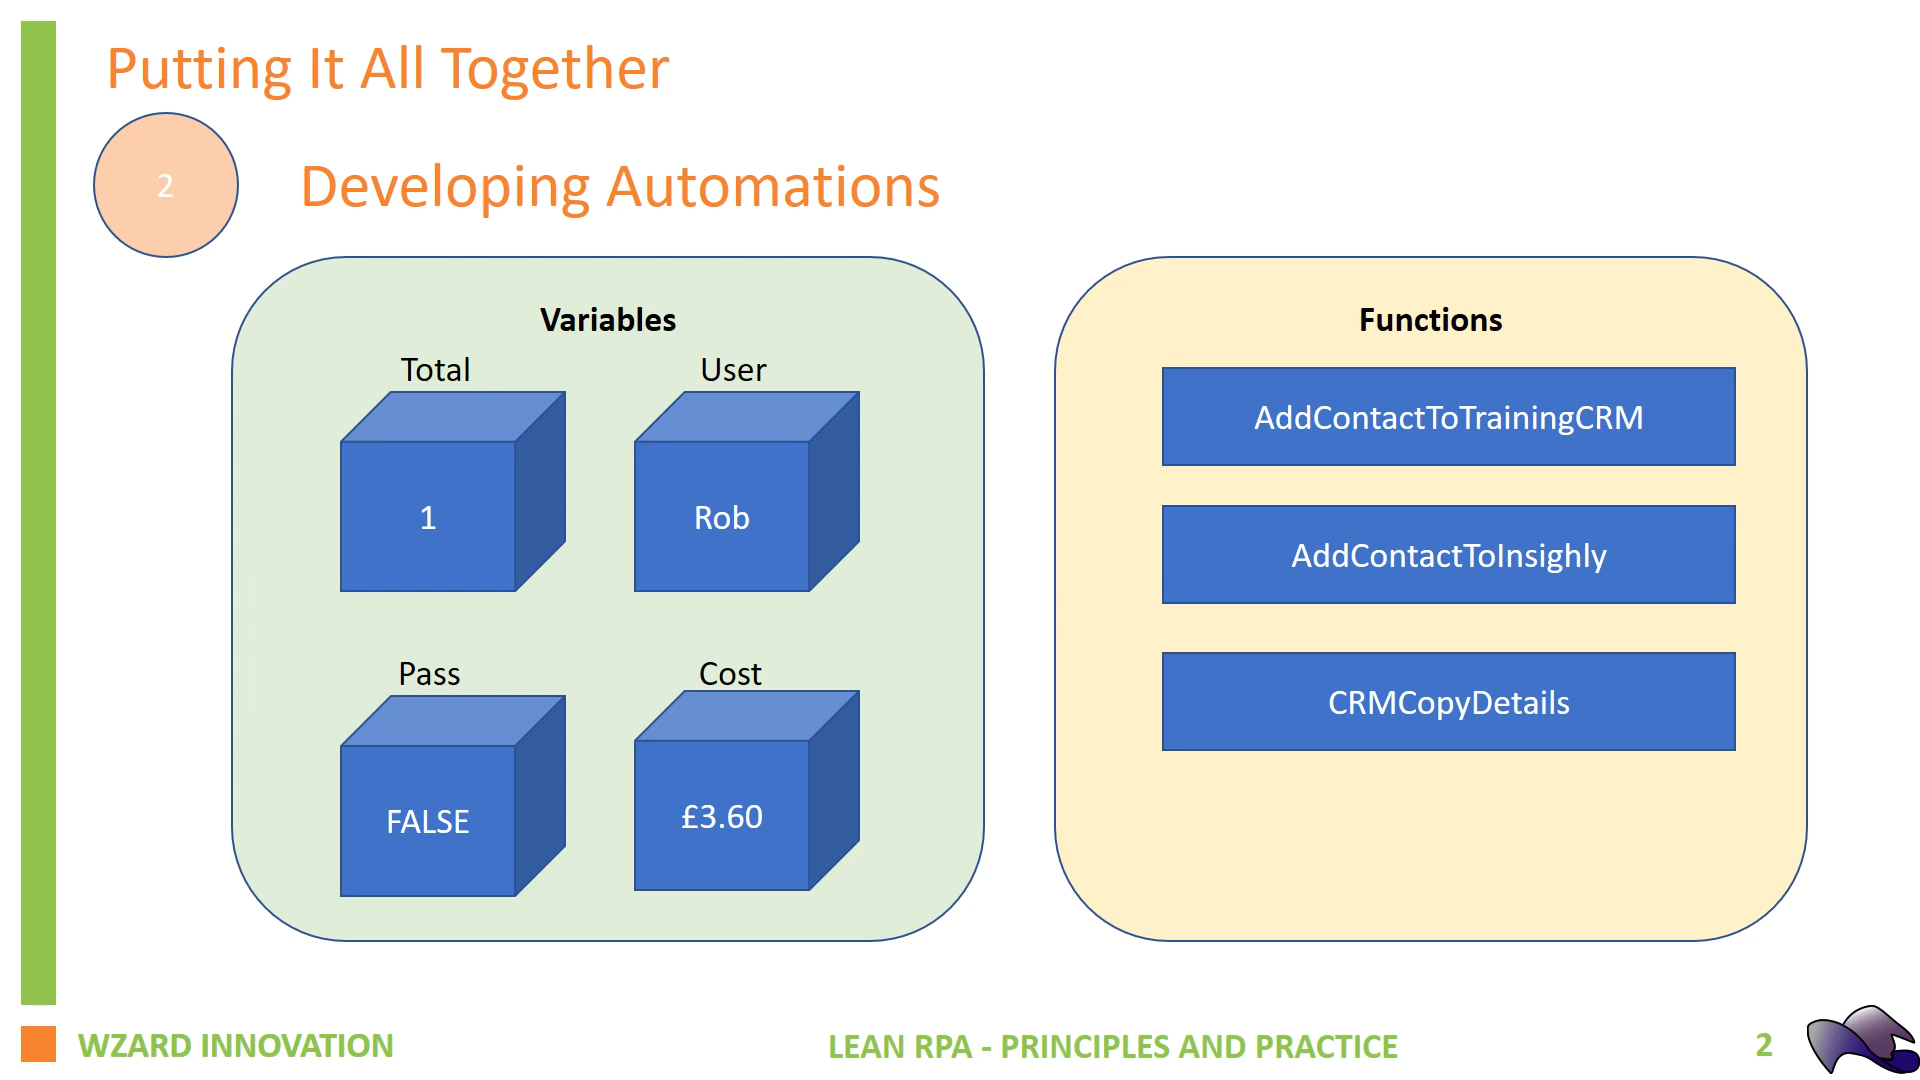 Putting It All Together
2
Developing Automations
Variables
Total
User
1
Rob
Pass
Cost
FALSE
£3.60
Functions
AddContactToTrainingCRM
AddContactToInsighly
CRMCopyDetails
WZARD INNOVATION
LEAN RPA - PRINCIPLES AND PRACTICE
2